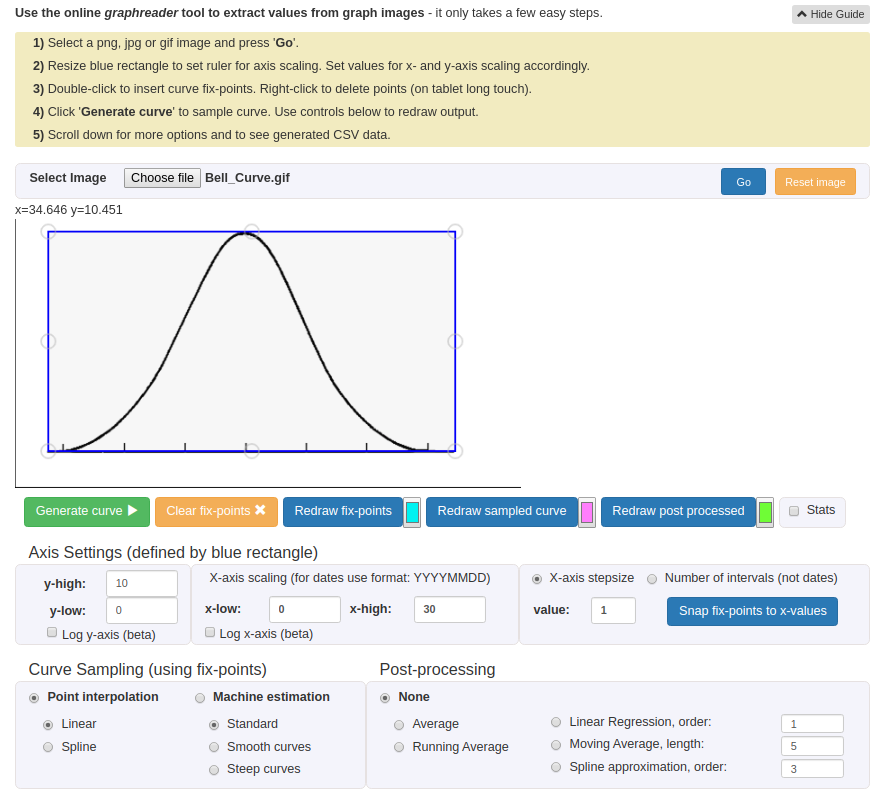 Use the online graphreader tool to extract values from graph images - it only takes a few easy steps.
Hide Guide
1) Select a png, jpg or gif image and press 'Go'.
2) Resize blue rectangle to set ruler for axis scaling. Set values for x- and y-axis scaling accordingly.
3) Double-click to insert curve fix-points. Right-click to delete points (on tablet long touch).
4) Click 'Generate curve' to sample curve. Use controls below to redraw output.
5) Scroll down for more options and to see generated CSV data.
Select Image Choose file Bell_Curve.gif Go Reset image
x=34.646 y=10.451
Generate curve Clear fix-points Redraw fix-points Redraw sampled curve Redraw post processed Stats
Axis Settings (defined by blue rectangle)
y-high: 10
y-low: 0
Log y-axis (beta)
X-axis scaling (for dates use format: YYYYMMDD)
x-low: 0 x-high: 30
Log x-axis (beta)
X-axis stepsize Number of intervals (not dates)
value: 1 Snap fix-points to x-values
Curve Sampling (using fix-points)
Point interpolation Machine estimation
Linear Standard
Spline Smooth curves
Steep curves
Post-processing
None
Average Linear Regression, order: 1
Running Average Moving Average, length: 5
Spline approximation, order: 3